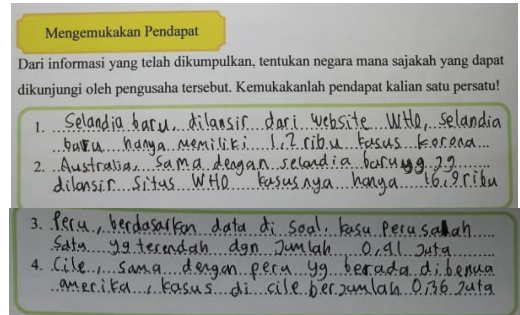 Mengemukakan Pendapat
Dari informasi yang telah dikumpulkan, tentukan negara mana sajakah yang dapat
dikunjungi oleh pengusaha tersebut. Kemukakanlah pendapat kalian satu persatu!
1. Selandia baru, dilansir dari website WHO, Selandia
baru hanya memiliki 1,2 ribu kasus korona
2. Australia, sama dengan selandia baru yg
dilansir situs WHO kasusnya hanya 16,9 ribu
3. Peru, berdasarkan data di soal, kasu Peru salah
satu yg terendah dgn Jumlah 0,91 Juta
4. Cile, sama dengan peru yg berada dibenua
amerika, kasus di cile berjumlah 0,36 Juta